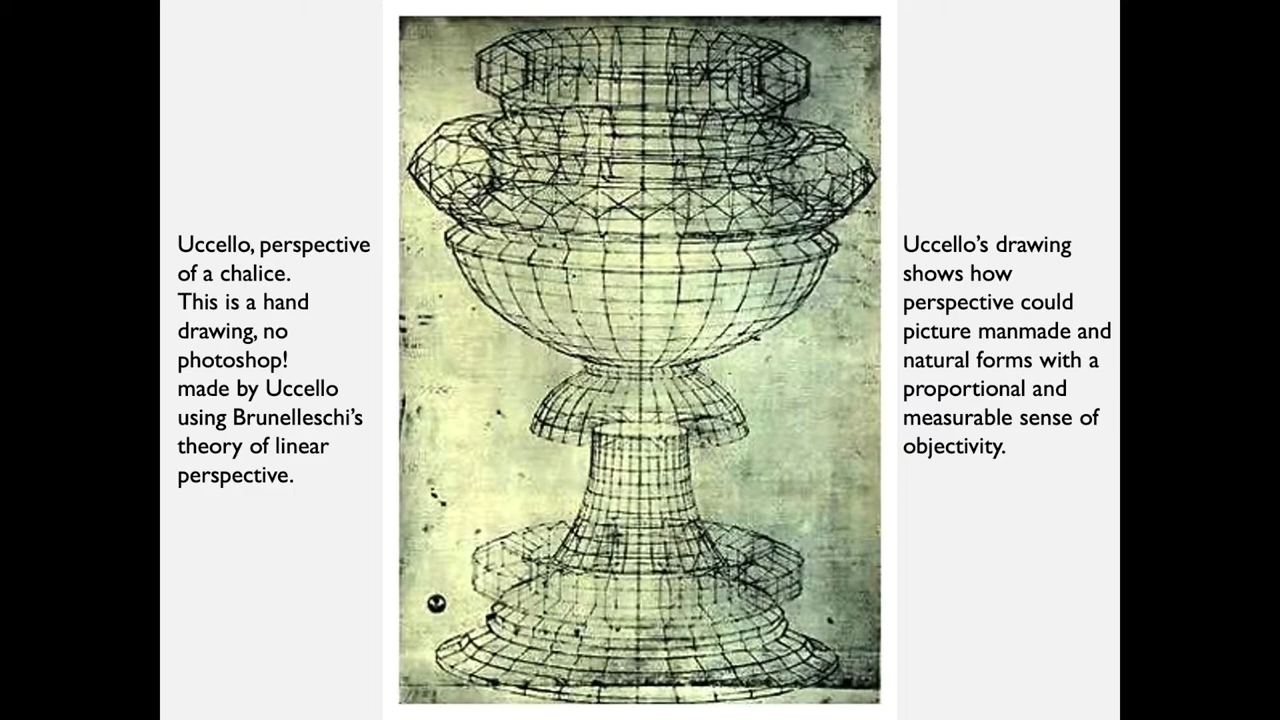 Uccello, perspective
of a chalice.
This is a hand
drawing, no
photoshop!
made by Uccello
using Brunelleschi's
theory of linear
perspective.
Uccello's drawing
shows how
perspective could
picture manmade and
natural forms with a
proportional and
measurable sense of
objectivity.